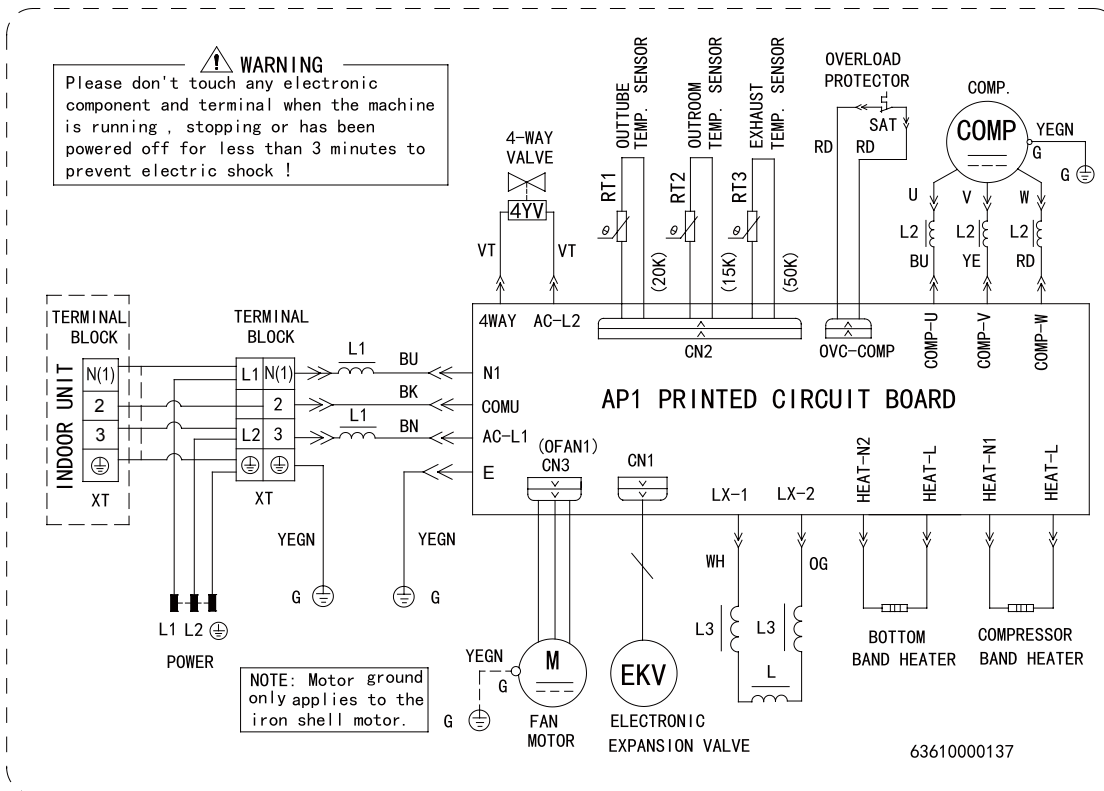 WARNING
Please don't touch any electronic
component and terminal when the machine
is running , stopping or has been
powered off for less than 3 minutes to
prevent electric shock !
4-WAY
VALVE
4YV
VT
VT
OUTTUBE
TEMP. SENSOR
OUTROOM
TEMP. SENSOR
EXHAUST
TEMP. SENSOR
RT1
RT2
RT3
θ
θ
θ
(20K)
(15K)
(50K)
OVERLOAD
PROTECTOR
SAT
RD
RD
COMP.
COMP
YEGN
G
G
U
V
W
L2
L2
L2
BU
YE
RD
4WAY
AC-L2
CN2
OVC-COMP
COMP-U
COMP-V
COMP-W
AP1 PRINTED CIRCUIT BOARD
N1
COMU
AC-L1
E
(OFAN1)
CN3
CN1
LX-1
LX-2
HEAT-N2
HEAT-L
HEAT-N1
HEAT-L
INDOOR UNIT
TERMINAL
BLOCK
N(1)
2
3
XT
TERMINAL
BLOCK
L1
N(1)
2
L2
3
XT
L1
BU
BK
L1
BN
YEGN
G
YEGN
G
L1 L2
POWER
NOTE: Motor ground
only applies to the
iron shell motor.
YEGN
G
G
M
FAN
MOTOR
EKV
ELECTRONIC
EXPANSION VALVE
WH
OG
L3
L3
L
BOTTOM
BAND HEATER
COMPRESSOR
BAND HEATER
63610000137